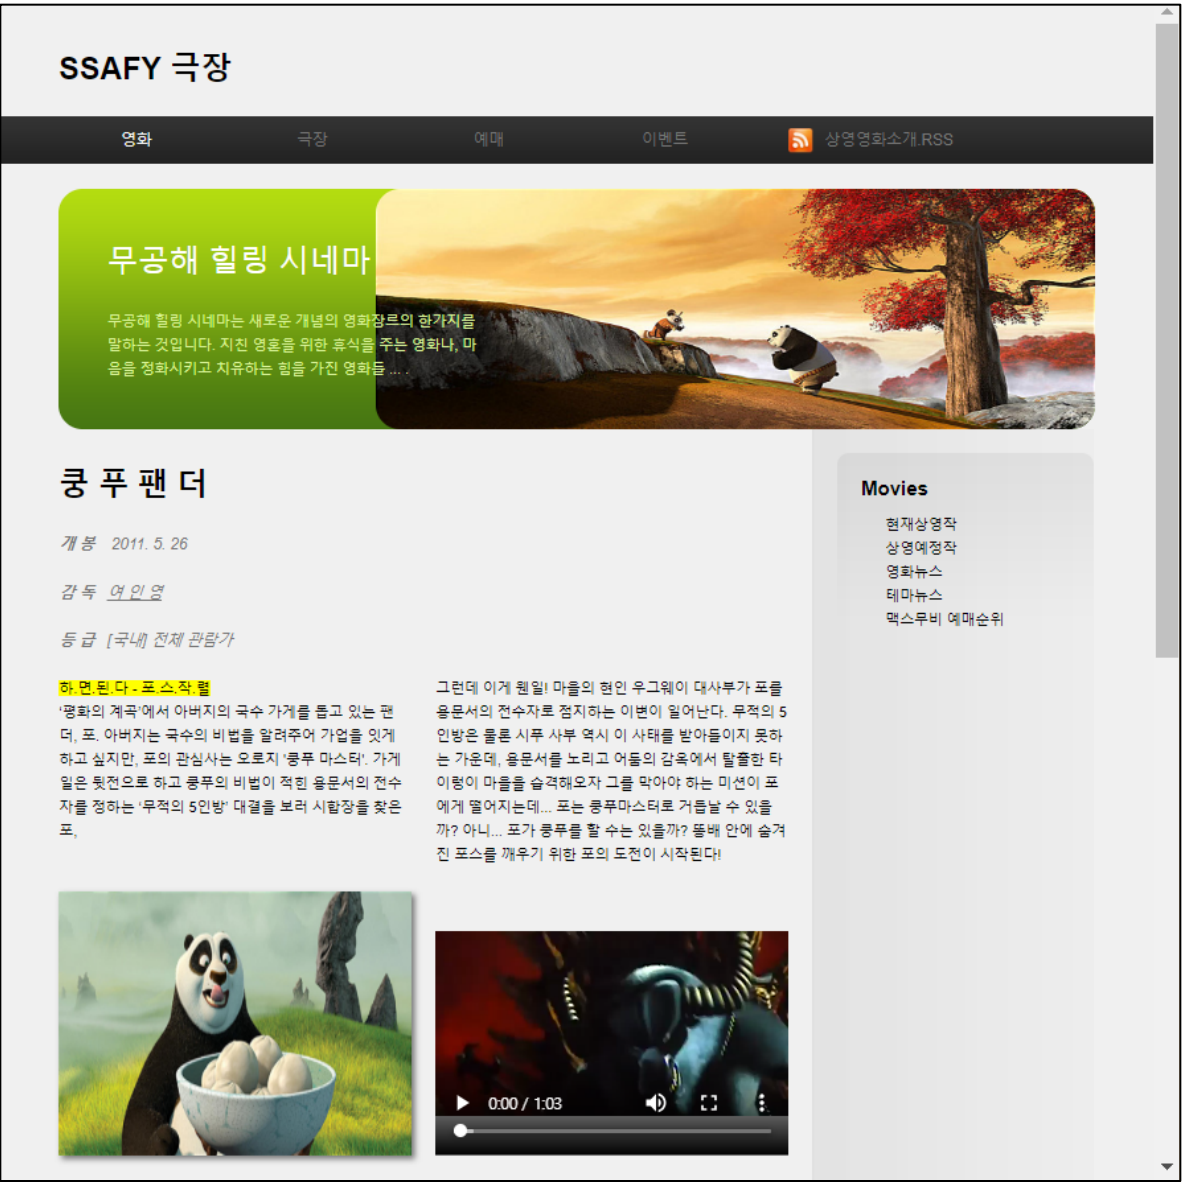 SSAFY 극장
영화 극장 예매 이벤트 상영영화소개.RSS
무공해 힐링 시네마
무공해 힐링 시네마는 새로운 개념의 영화장르의 한가지를
말하는 것입니다. 지친 영혼을 위한 휴식을 주는 영화나, 마
음을 정화시키고 치유하는 힘을 가진 영화들 ... .
쿵 푸 팬 더
개 봉 2011. 5. 26
감 독 여 인 영
등 급 [국내] 전체 관람가
하.면.된.다 - 포.스.작.렬
‘평화의 계곡’에서 아버지의 국수 가게를 돕고 있는 팬
더, 포. 아버지는 국수의 비법을 알려주어 가업을 잇게
하고 싶지만, 포의 관심사는 오로지 ‘쿵푸 마스터’. 가게
일은 뒷전으로 하고 쿵푸의 비법이 적힌 용문서의 전수
자를 정하는 ‘무적의 5인방’ 대결을 보러 시합장을 찾은
포,
그런데 이게 웬일! 마을의 현인 우그웨이 대사부가 포를
용문서의 전수자로 점지하는 이변이 일어난다. 무적의 5
인방은 물론 시푸 사부 역시 이 사태를 받아들이지 못하
는 가운데, 용문서를 노리고 어둠의 감옥에서 탈출한 타
이렁이 마을을 습격해오자 그를 막아야 하는 미션이 포
에게 떨어지는데... 포는 쿵푸마스터로 거듭날 수 있을
까? 아니... 포가 쿵푸를 할 수는 있을까? 똥배 안에 숨겨
진 포스를 깨우기 위한 포의 도전이 시작된다!
0:00 / 1:03
Movies
현재상영작
상영예정작
영화뉴스
테마뉴스
맥스무비 예매순위